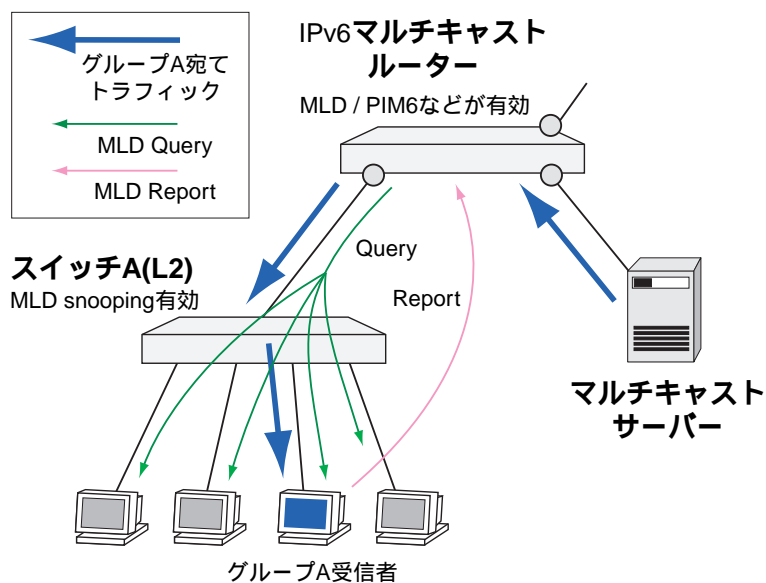 グループA宛て
トラフィック
MLD Query
MLD Report
IPv6マルチキャスト
ルーター
MLD / PIM6などが有効
Query
Report
スイッチA(L2)
MLD snooping有効
マルチキャスト
サーバー
グループA受信者